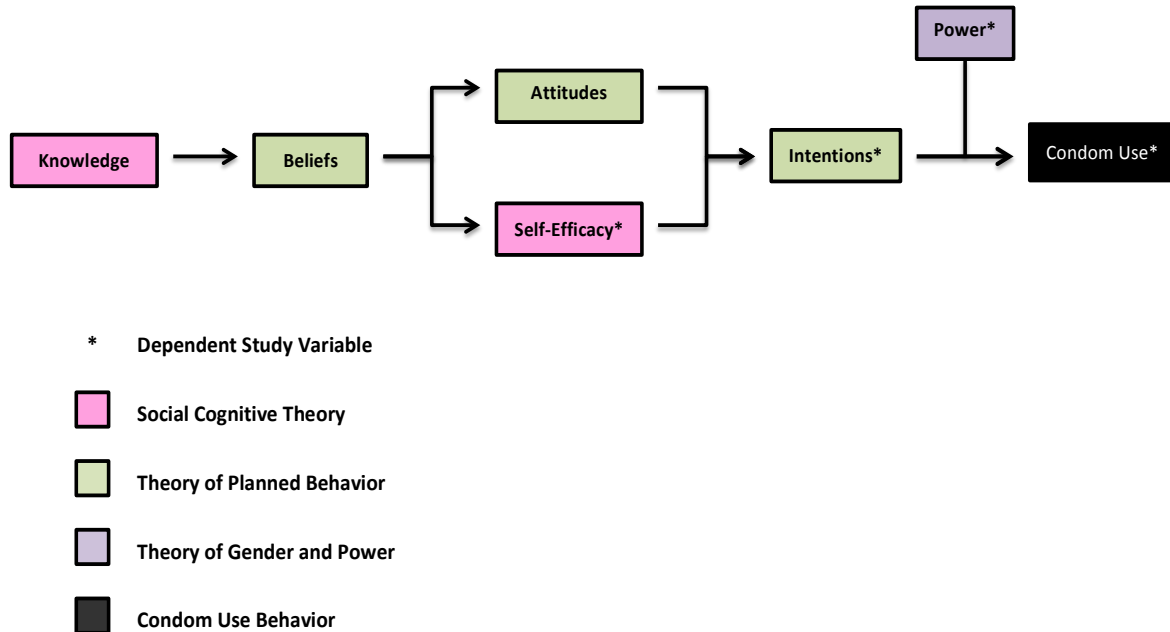 Power*
Attitudes
Knowledge
Beliefs
Intentions*
Condom Use*
Self-Efficacy*
* Dependent Study Variable
Social Cognitive Theory
Theory of Planned Behavior
Theory of Gender and Power
Condom Use Behavior